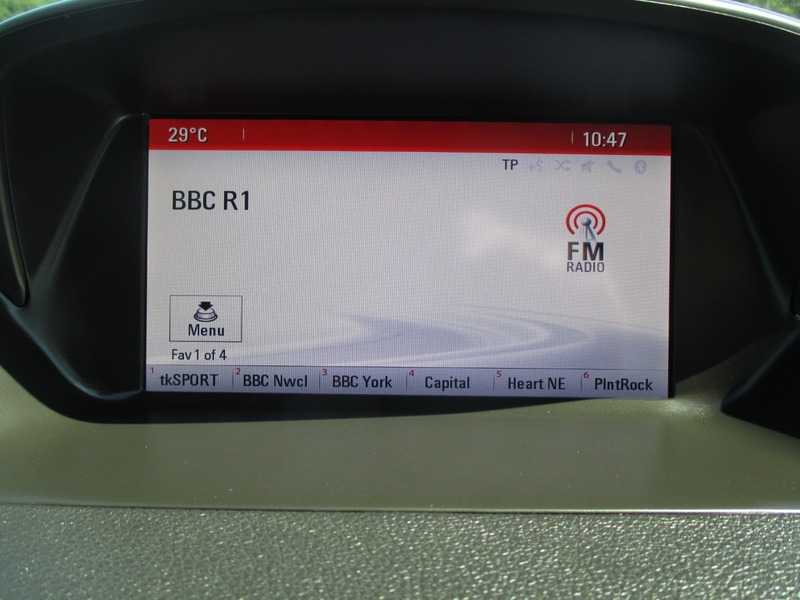 29°C 10:47
TP
BBC R1
FM
RADIO
Menu
Fav 1 of 4
1 tkSPORT 2 BBC Nwcl 3 BBC York 4 Capital 5 Heart NE 6 PlntRock